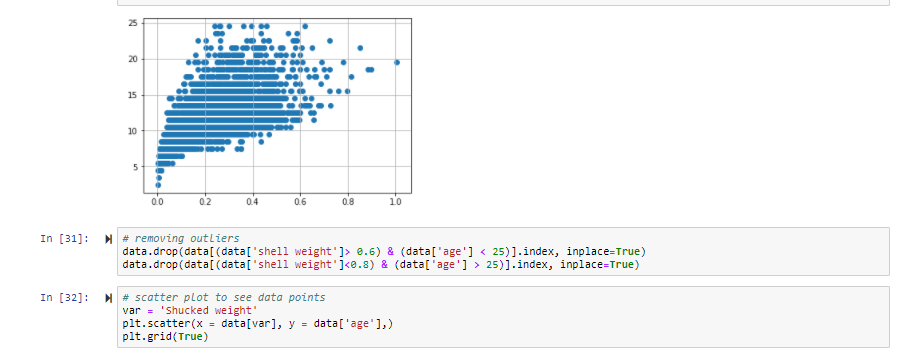 25
20
15
10
5
0.0 0.2 0.4 0.6 0.8 1.0
In [31]:
# removing outliers
data.drop(data[(data['shell weight']> 0.6) & (data['age'] < 25)].index, inplace=True)
data.drop(data[(data['shell weight']<0.8) & (data['age'] > 25)].index, inplace=True)
In [32]:
# scatter plot to see data points
var = 'Shucked weight'
plt.scatter(x = data[var], y = data['age'],)
plt.grid(True)